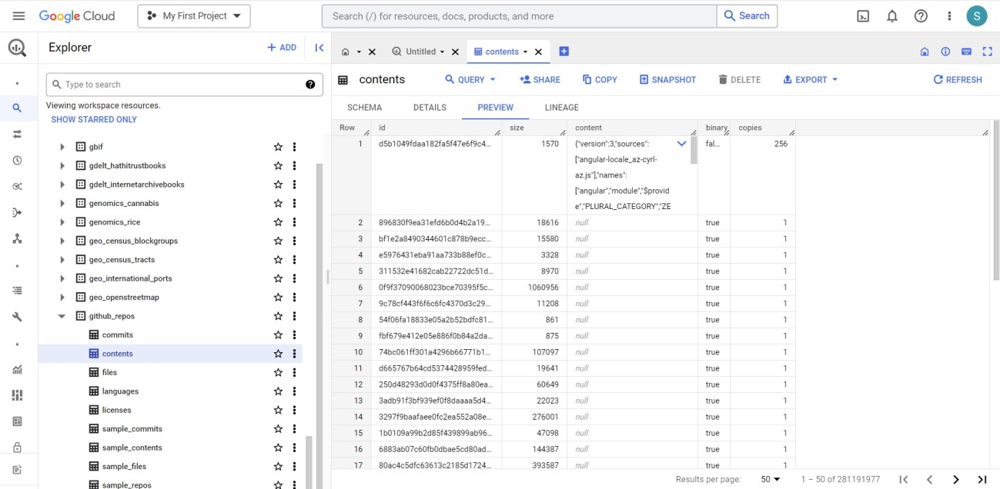 Google Cloud
My First Project
Search (/) for resources, docs, products, and more
Search
S
Explorer
+ ADD
Type to search
Viewing workspace resources.
SHOW STARRED ONLY
gbif
gdelt_hathitrustbooks
gdelt_internetarchivebooks
genomics_cannabis
genomics_rice
geo_census_blockgroups
geo_census_tracts
geo_international_ports
geo_openstreetmap
github_repos
commits
contents
files
languages
licenses
sample_commits
sample_contents
sample_files
sample_repos
Untitled
contents
contents
QUERY
SHARE
COPY
SNAPSHOT
DELETE
EXPORT
REFRESH
SCHEMA DETAILS PREVIEW LINEAGE
Row id size content binary copies
1 d5b1049fdaa182fa5f47e6f9c4... 1570 {"version":3,"sources": fal... 256
["angular-locale_az-cyrl-
az.js"],"names":
["angular","module","$provid
e","PLURAL_CATEGORY","ZE
2 896830f9ea31efd6b0d4b2a19... 18616 null true 1
3 bf1e2a8490344601c878b9ecc... 15580 null true 1
4 e5976431eba91aa733b88ef0c... 3328 null true 1
5 311532e41682cab22722dc51d... 8970 null true 1
6 0f9f37090068023bce70395f5c... 1060956 null true 1
7 9c78cf443f6f6c6fc4370d3c29... 11208 null true 1
8 54f06fa18833e05a2b52bdfc81... 861 null true 1
9 fbf679e412e05e886f0b84a2da... 875 null true 1
10 74bc061ff301a4296b66771b1... 107097 null true 1
11 d665767b64cd5374428959fed... 19641 null true 1
12 250d48293d0d0f4375ff8a80ea... 60649 null true 1
13 3adb91f3bf939ef0f8daaaa5d4... 22023 null true 1
14 3297f9baafaee0fc2ea552a08e... 276001 null true 1
15 1b0109a99b2d85f439899ab96... 47098 null true 1
16 6883ab07c60fb0dbae5cd80ad... 144387 null true 1
17 80ac4c5dfc63613c2185d1724... 393587 null true 1
Results per page: 50 1 – 50 of 281191977